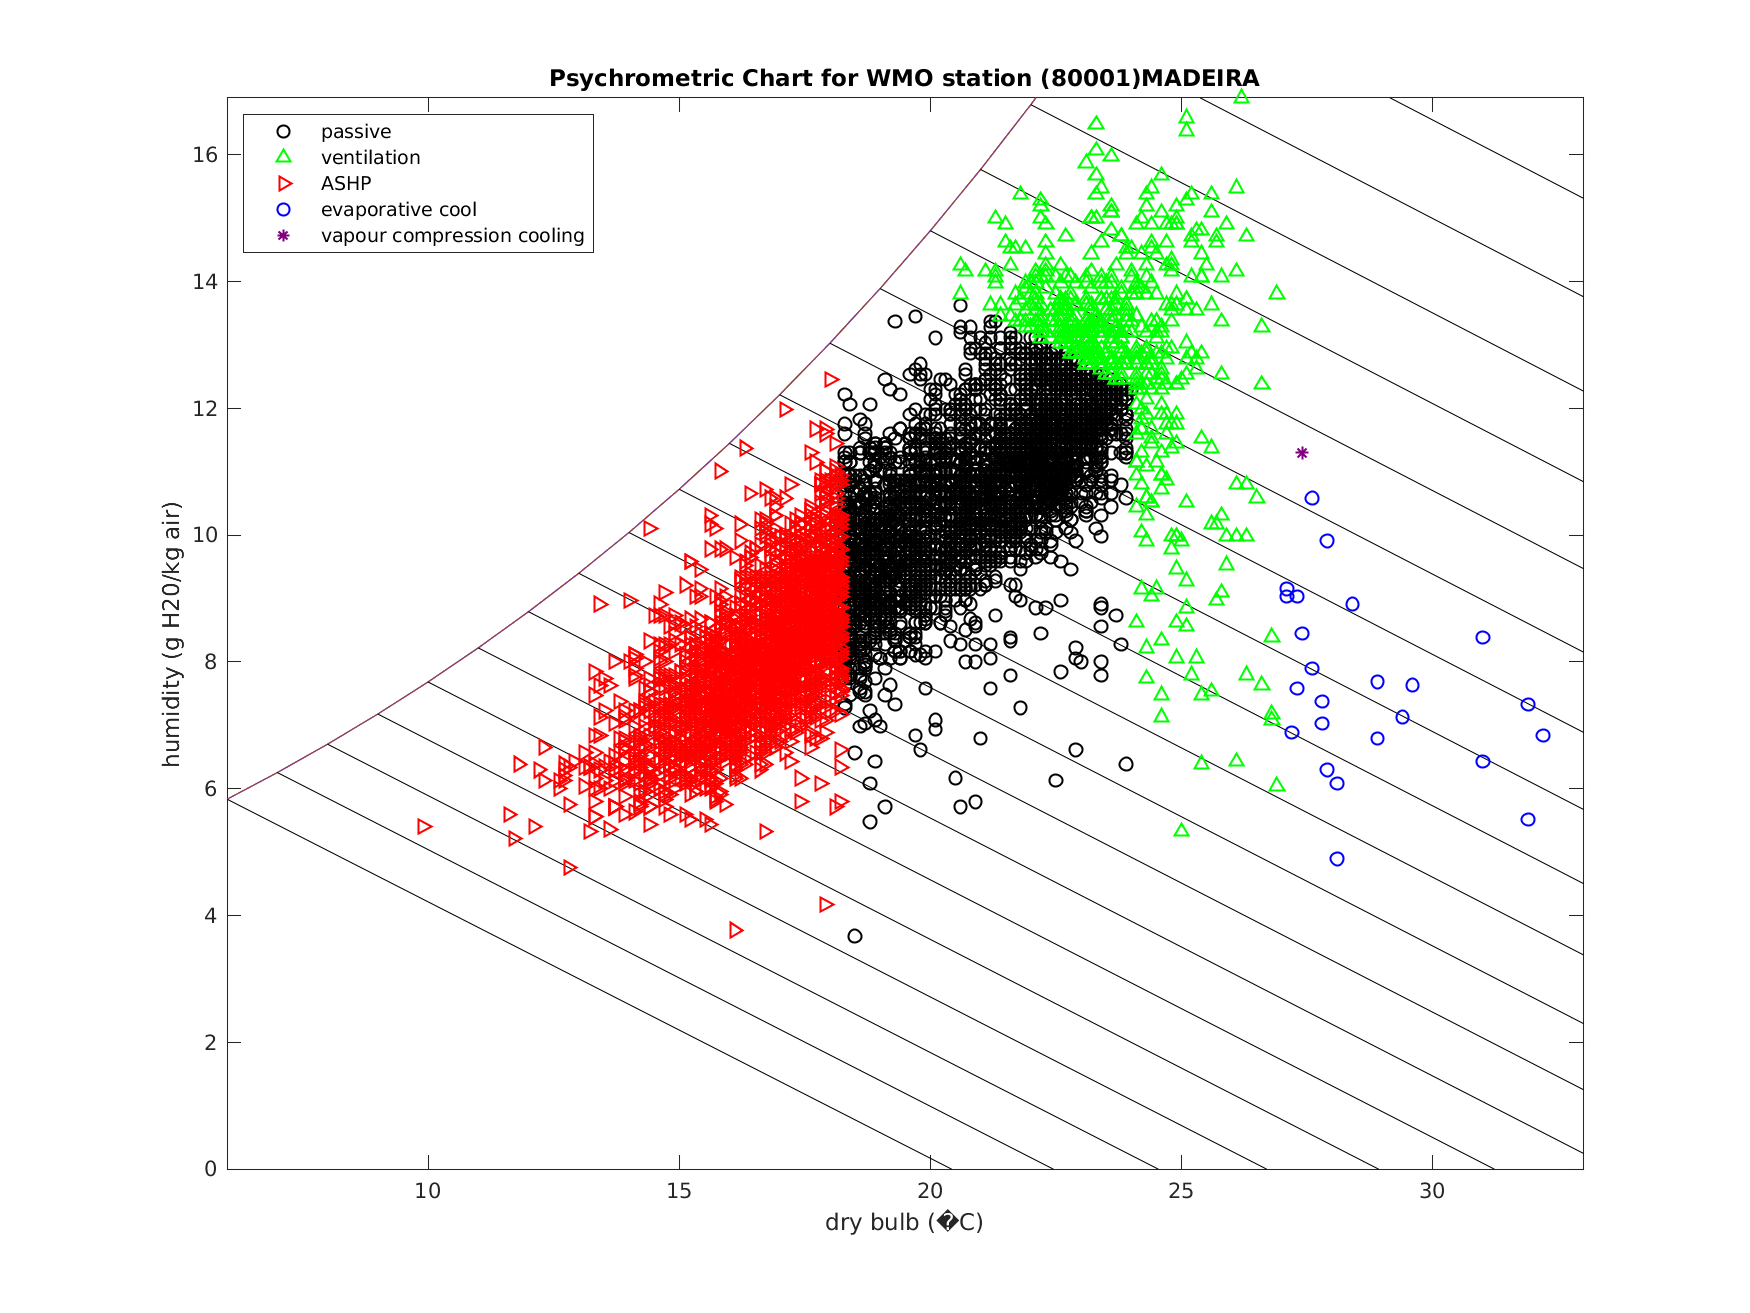 Psychrometric Chart for WMO station (80001)MADEIRA
passive
ventilation
ASHP
evaporative cool
vapour compression cooling
16
14
12
10
8
6
4
2
0
humidity (g H20/kg air)
10 15 20 25 30
dry bulb (�C)